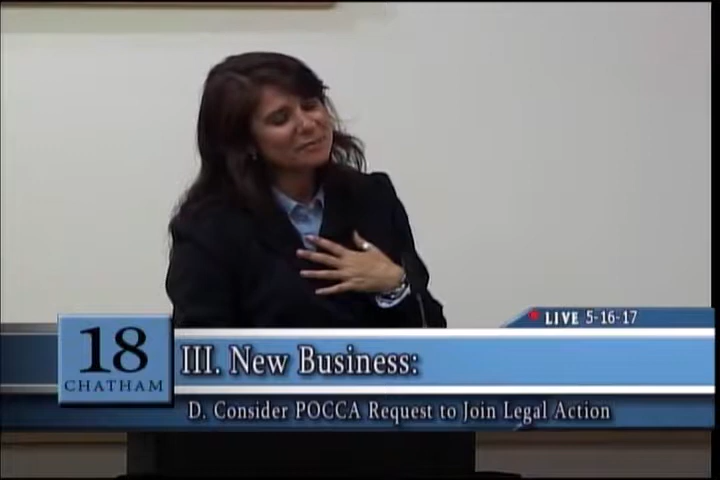 LIVE 5-16-17
18
CHATHAM
III. New Business:
D. Consider POCCA Request to Join Legal Action